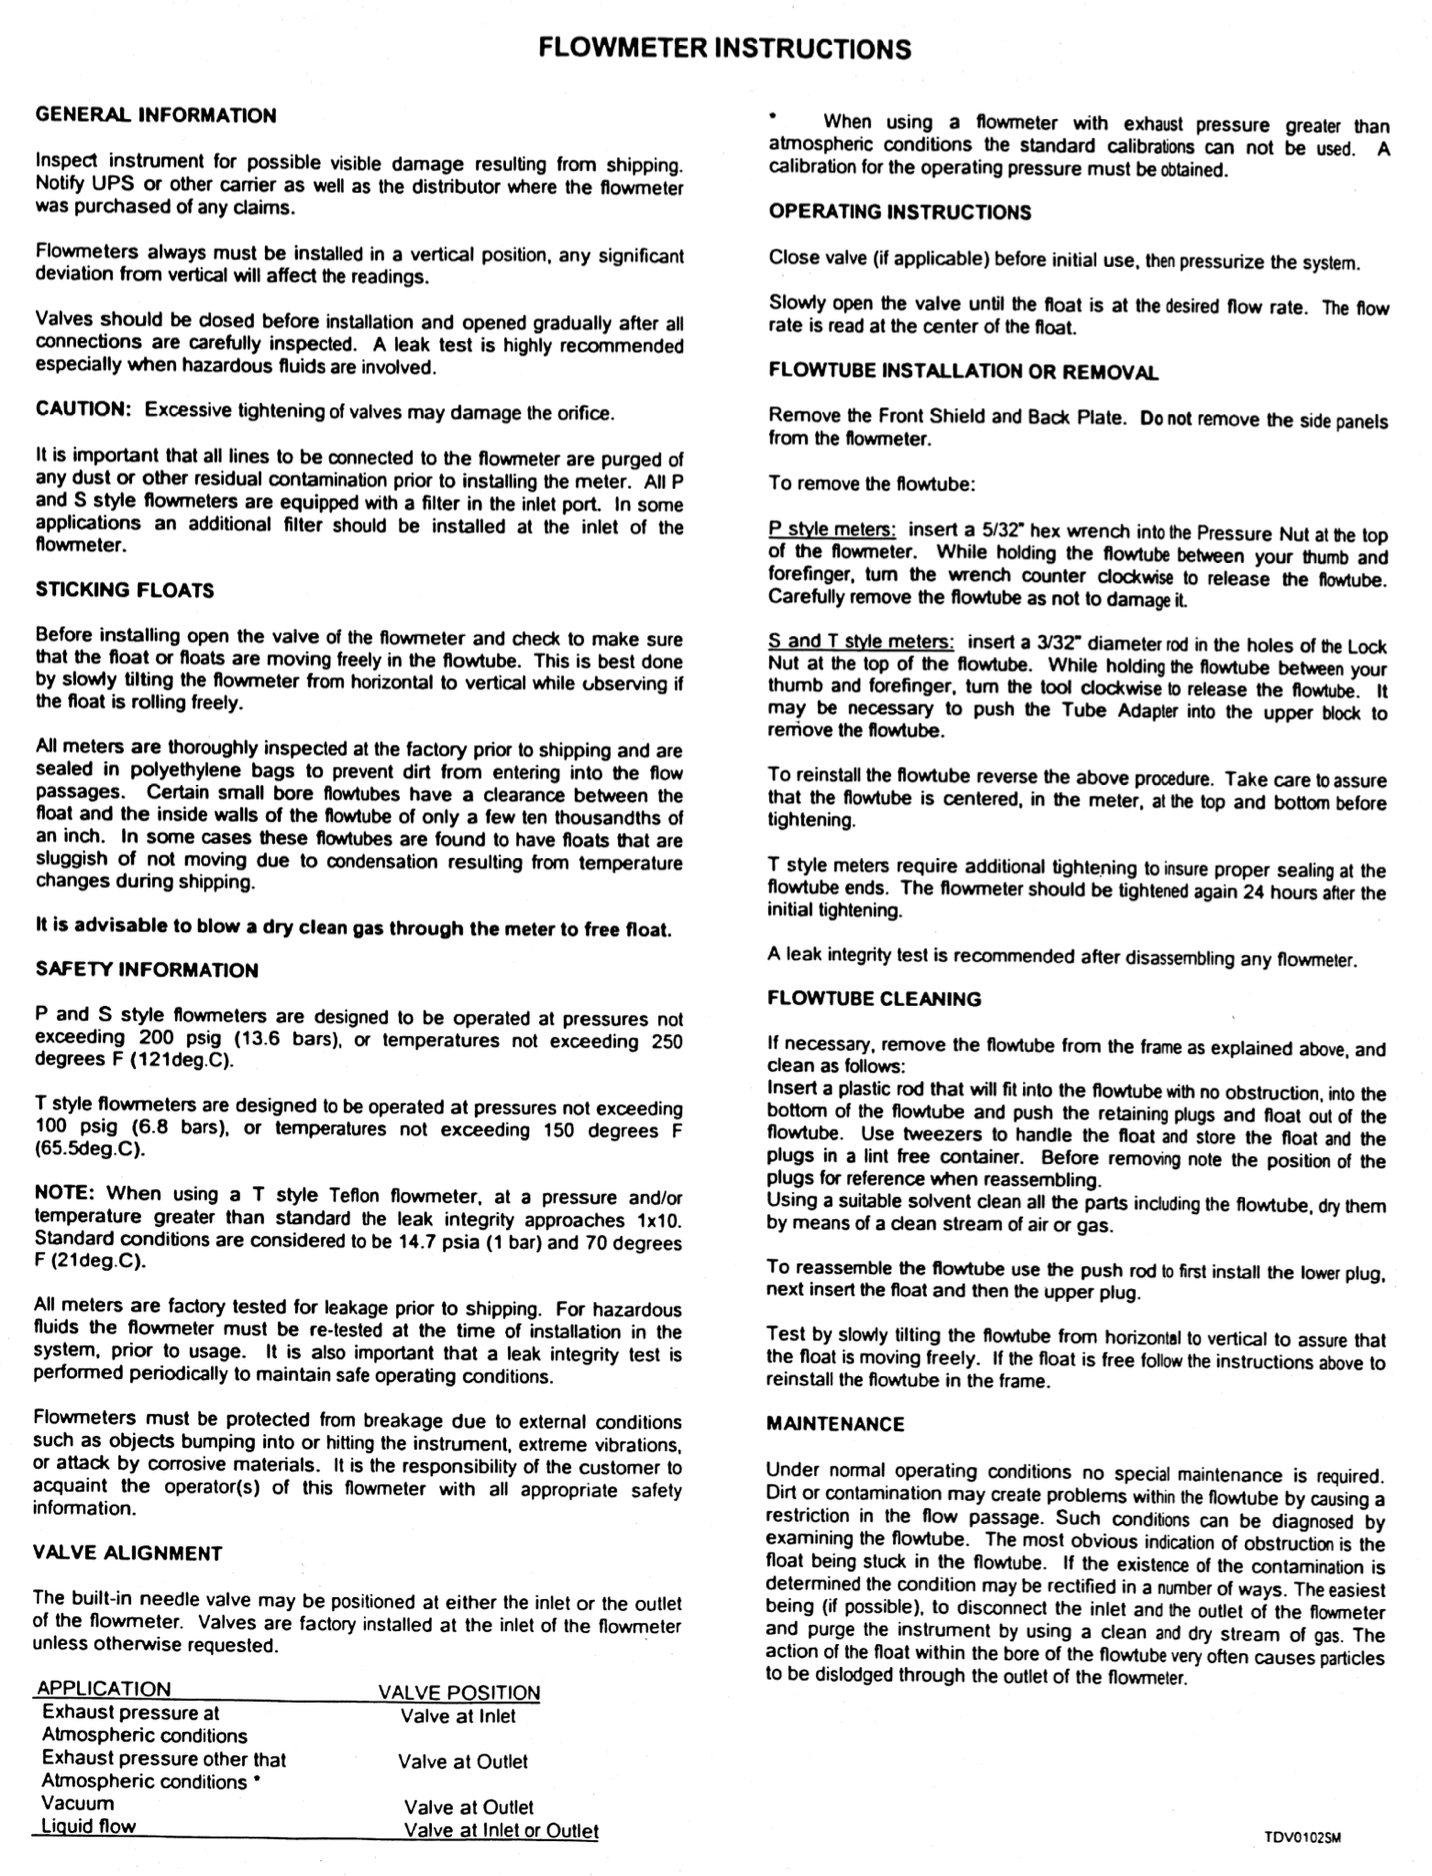 FLOWMETER INSTRUCTIONS
GENERAL INFORMATION
Inspect instrument for possible visible damage resulting from shipping.
Notify UPS or other carrier as well as the distributor where the flowmeter
was purchased of any claims.
Flowmeters always must be installed in a vertical position, any significant
deviation from vertical will affect the readings.
Valves should be closed before installation and opened gradually after all
connections are carefully inspected. A leak test is highly recommended
especially when hazardous fluids are involved.
CAUTION: Excessive tightening of valves may damage the orifice.
It is important that all lines to be connected to the flowmeter are purged of
any dust or other residual contamination prior to installing the meter. All P
and S style flowmeters are equipped with a filter in the inlet port. In some
applications an additional filter should be installed at the inlet of the
flowmeter.
STICKING FLOATS
Before installing open the valve of the flowmeter and check to make sure
that the float or floats are moving freely in the flowtube. This is best done
by slowly tilting the flowmeter from horizontal to vertical while observing if
the float is rolling freely.
All meters are thoroughly inspected at the factory prior to shipping and are
sealed in polyethylene bags to prevent dirt from entering into the flow
passages. Certain small bore flowtubes have a clearance between the
float and the inside walls of the flowtube of only a few ten thousandths of
an inch. In some cases these flowtubes are found to have floats that are
sluggish of not moving due to condensation resulting from temperature
changes during shipping.
It is advisable to blow a dry clean gas through the meter to free float.
SAFETY INFORMATION
P and S style flowmeters are designed to be operated at pressures not
exceeding 200 psig (13.6 bars), or temperatures not exceeding 250
degrees F (121deg.C).
T style flowmeters are designed to be operated at pressures not exceeding
100 psig (6.8 bars), or temperatures not exceeding 150 degrees F
(65.5deg.C).
NOTE: When using a T style Teflon flowmeter, at a pressure and/or
temperature greater than standard the leak integrity approaches 1x10.
Standard conditions are considered to be 14.7 psia (1 bar) and 70 degrees
F (21deg.C).
All meters are factory tested for leakage prior to shipping. For hazardous
fluids the flowmeter must be re-tested at the time of installation in the
system, prior to usage. It is also important that a leak integrity test is
performed periodically to maintain safe operating conditions.
Flowmeters must be protected from breakage due to external conditions
such as objects bumping into or hitting the instrument, extreme vibrations,
or attack by corrosive materials. It is the responsibility of the customer to
acquaint the operator(s) of this flowmeter with all appropriate safety
information.
VALVE ALIGNMENT
The built-in needle valve may be positioned at either the inlet or the outlet
of the flowmeter. Valves are factory installed at the inlet of the flowmeter
unless otherwise requested.
APPLICATION VALVE POSITION
Exhaust pressure at Valve at Inlet
Atmospheric conditions
Exhaust pressure other that Valve at Outlet
Atmospheric conditions *
Vacuum Valve at Outlet
Liquid flow Valve at Inlet or Outlet
* When using a flowmeter with exhaust pressure greater than
atmospheric conditions the standard calibrations can not be used. A
calibration for the operating pressure must be obtained.
OPERATING INSTRUCTIONS
Close valve (if applicable) before initial use, then pressurize the system.
Slowly open the valve until the float is at the desired flow rate. The flow
rate is read at the center of the float.
FLOWTUBE INSTALLATION OR REMOVAL
Remove the Front Shield and Back Plate. Do not remove the side panels
from the flowmeter.
To remove the flowtube:
P style meters: insert a 5/32" hex wrench into the Pressure Nut at the top
of the flowmeter. While holding the flowtube between your thumb and
forefinger, turn the wrench counter clockwise to release the flowtube.
Carefully remove the flowtube as not to damage it.
S and T style meters: insert a 3/32" diameter rod in the holes of the Lock
Nut at the top of the flowtube. While holding the flowtube between your
thumb and forefinger, turn the tool clockwise to release the flowtube. It
may be necessary to push the Tube Adapter into the upper block to
remove the flowtube.
To reinstall the flowtube reverse the above procedure. Take care to assure
that the flowtube is centered, in the meter, at the top and bottom before
tightening.
T style meters require additional tightening to insure proper sealing at the
flowtube ends. The flowmeter should be tightened again 24 hours after the
initial tightening.
A leak integrity test is recommended after disassembling any flowmeter.
FLOWTUBE CLEANING
If necessary, remove the flowtube from the frame as explained above, and
clean as follows:
Insert a plastic rod that will fit into the flowtube with no obstruction, into the
bottom of the flowtube and push the retaining plugs and float out of the
flowtube. Use tweezers to handle the float and store the float and the
plugs in a lint free container. Before removing note the position of the
plugs for reference when reassembling.
Using a suitable solvent clean all the parts including the flowtube, dry them
by means of a clean stream of air or gas.
To reassemble the flowtube use the push rod to first install the lower plug,
next insert the float and then the upper plug.
Test by slowly tilting the flowtube from horizontal to vertical to assure that
the float is moving freely. If the float is free follow the instructions above to
reinstall the flowtube in the frame.
MAINTENANCE
Under normal operating conditions no special maintenance is required.
Dirt or contamination may create problems within the flowtube by causing a
restriction in the flow passage. Such conditions can be diagnosed by
examining the flowtube. The most obvious indication of obstruction is the
float being stuck in the flowtube. If the existence of the contamination is
determined the condition may be rectified in a number of ways. The easiest
being (if possible), to disconnect the inlet and the outlet of the flowmeter
and purge the instrument by using a clean and dry stream of gas. The
action of the float within the bore of the flowtube very often causes particles
to be dislodged through the outlet of the flowmeter.
TDV0102SM